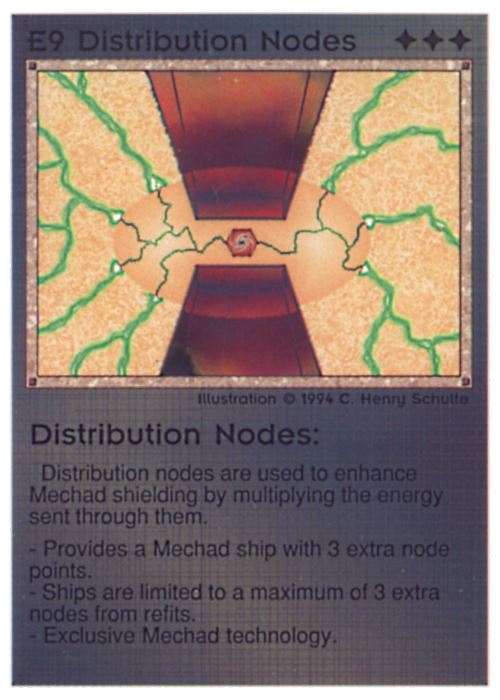 E9 Distribution Nodes
Illustration © 1994 C. Henry Schulte
Distribution Nodes:
Distribution nodes are used to enhance
Mechad shielding by multiplying the energy
sent through them.
- Provides a Mechad ship with 3 extra node
points.
- Ships are limited to a maximum of 3 extra
nodes from refits.
- Exclusive Mechad technology.